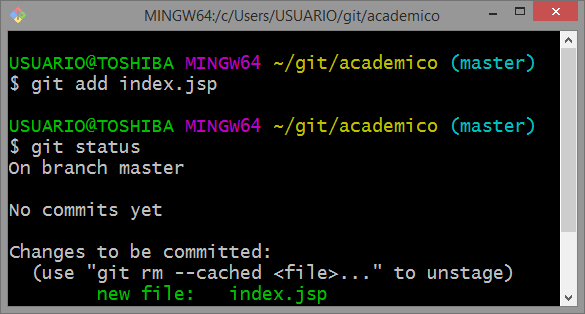 MINGW64:/c/Users/USUARIO/git/academico
USUARIO@TOSHIBA MINGW64 ~/git/academico (master)
$ git add index.jsp
USUARIO@TOSHIBA MINGW64 ~/git/academico (master)
$ git status
On branch master
No commits yet
Changes to be committed:
  (use "git rm --cached <file>..." to unstage)
        new file:   index.jsp